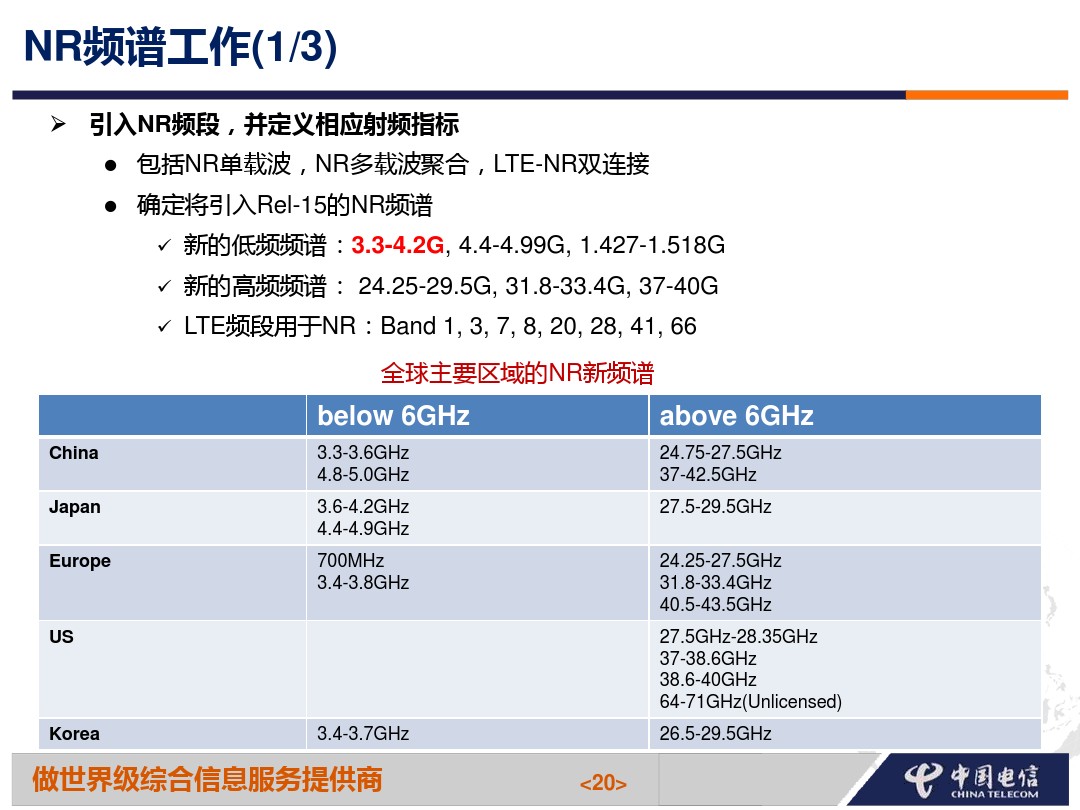 NR频谱工作(1/3)
引入NR频段，并定义相应射频指标
包括NR单载波，NR多载波聚合，LTE-NR双连接
确定将引入Rel-15的NR频谱
新的低频频谱：3.3-4.2G, 4.4-4.99G, 1.427-1.518G
新的高频频谱： 24.25-29.5G, 31.8-33.4G, 37-40G
LTE频段用于NR：Band 1, 3, 7, 8, 20, 28, 41, 66
全球主要区域的NR新频谱
below 6GHz above 6GHz
China 3.3-3.6GHz 24.75-27.5GHz
4.8-5.0GHz 37-42.5GHz
Japan 3.6-4.2GHz 27.5-29.5GHz
4.4-4.9GHz
Europe 700MHz 24.25-27.5GHz
3.4-3.8GHz 31.8-33.4GHz
40.5-43.5GHz
US 27.5GHz-28.35GHz
37-38.6GHz
38.6-40GHz
64-71GHz(Unlicensed)
Korea 3.4-3.7GHz 26.5-29.5GHz
做世界级综合信息服务提供商 <20> 中国电信
CHINA TELECOM